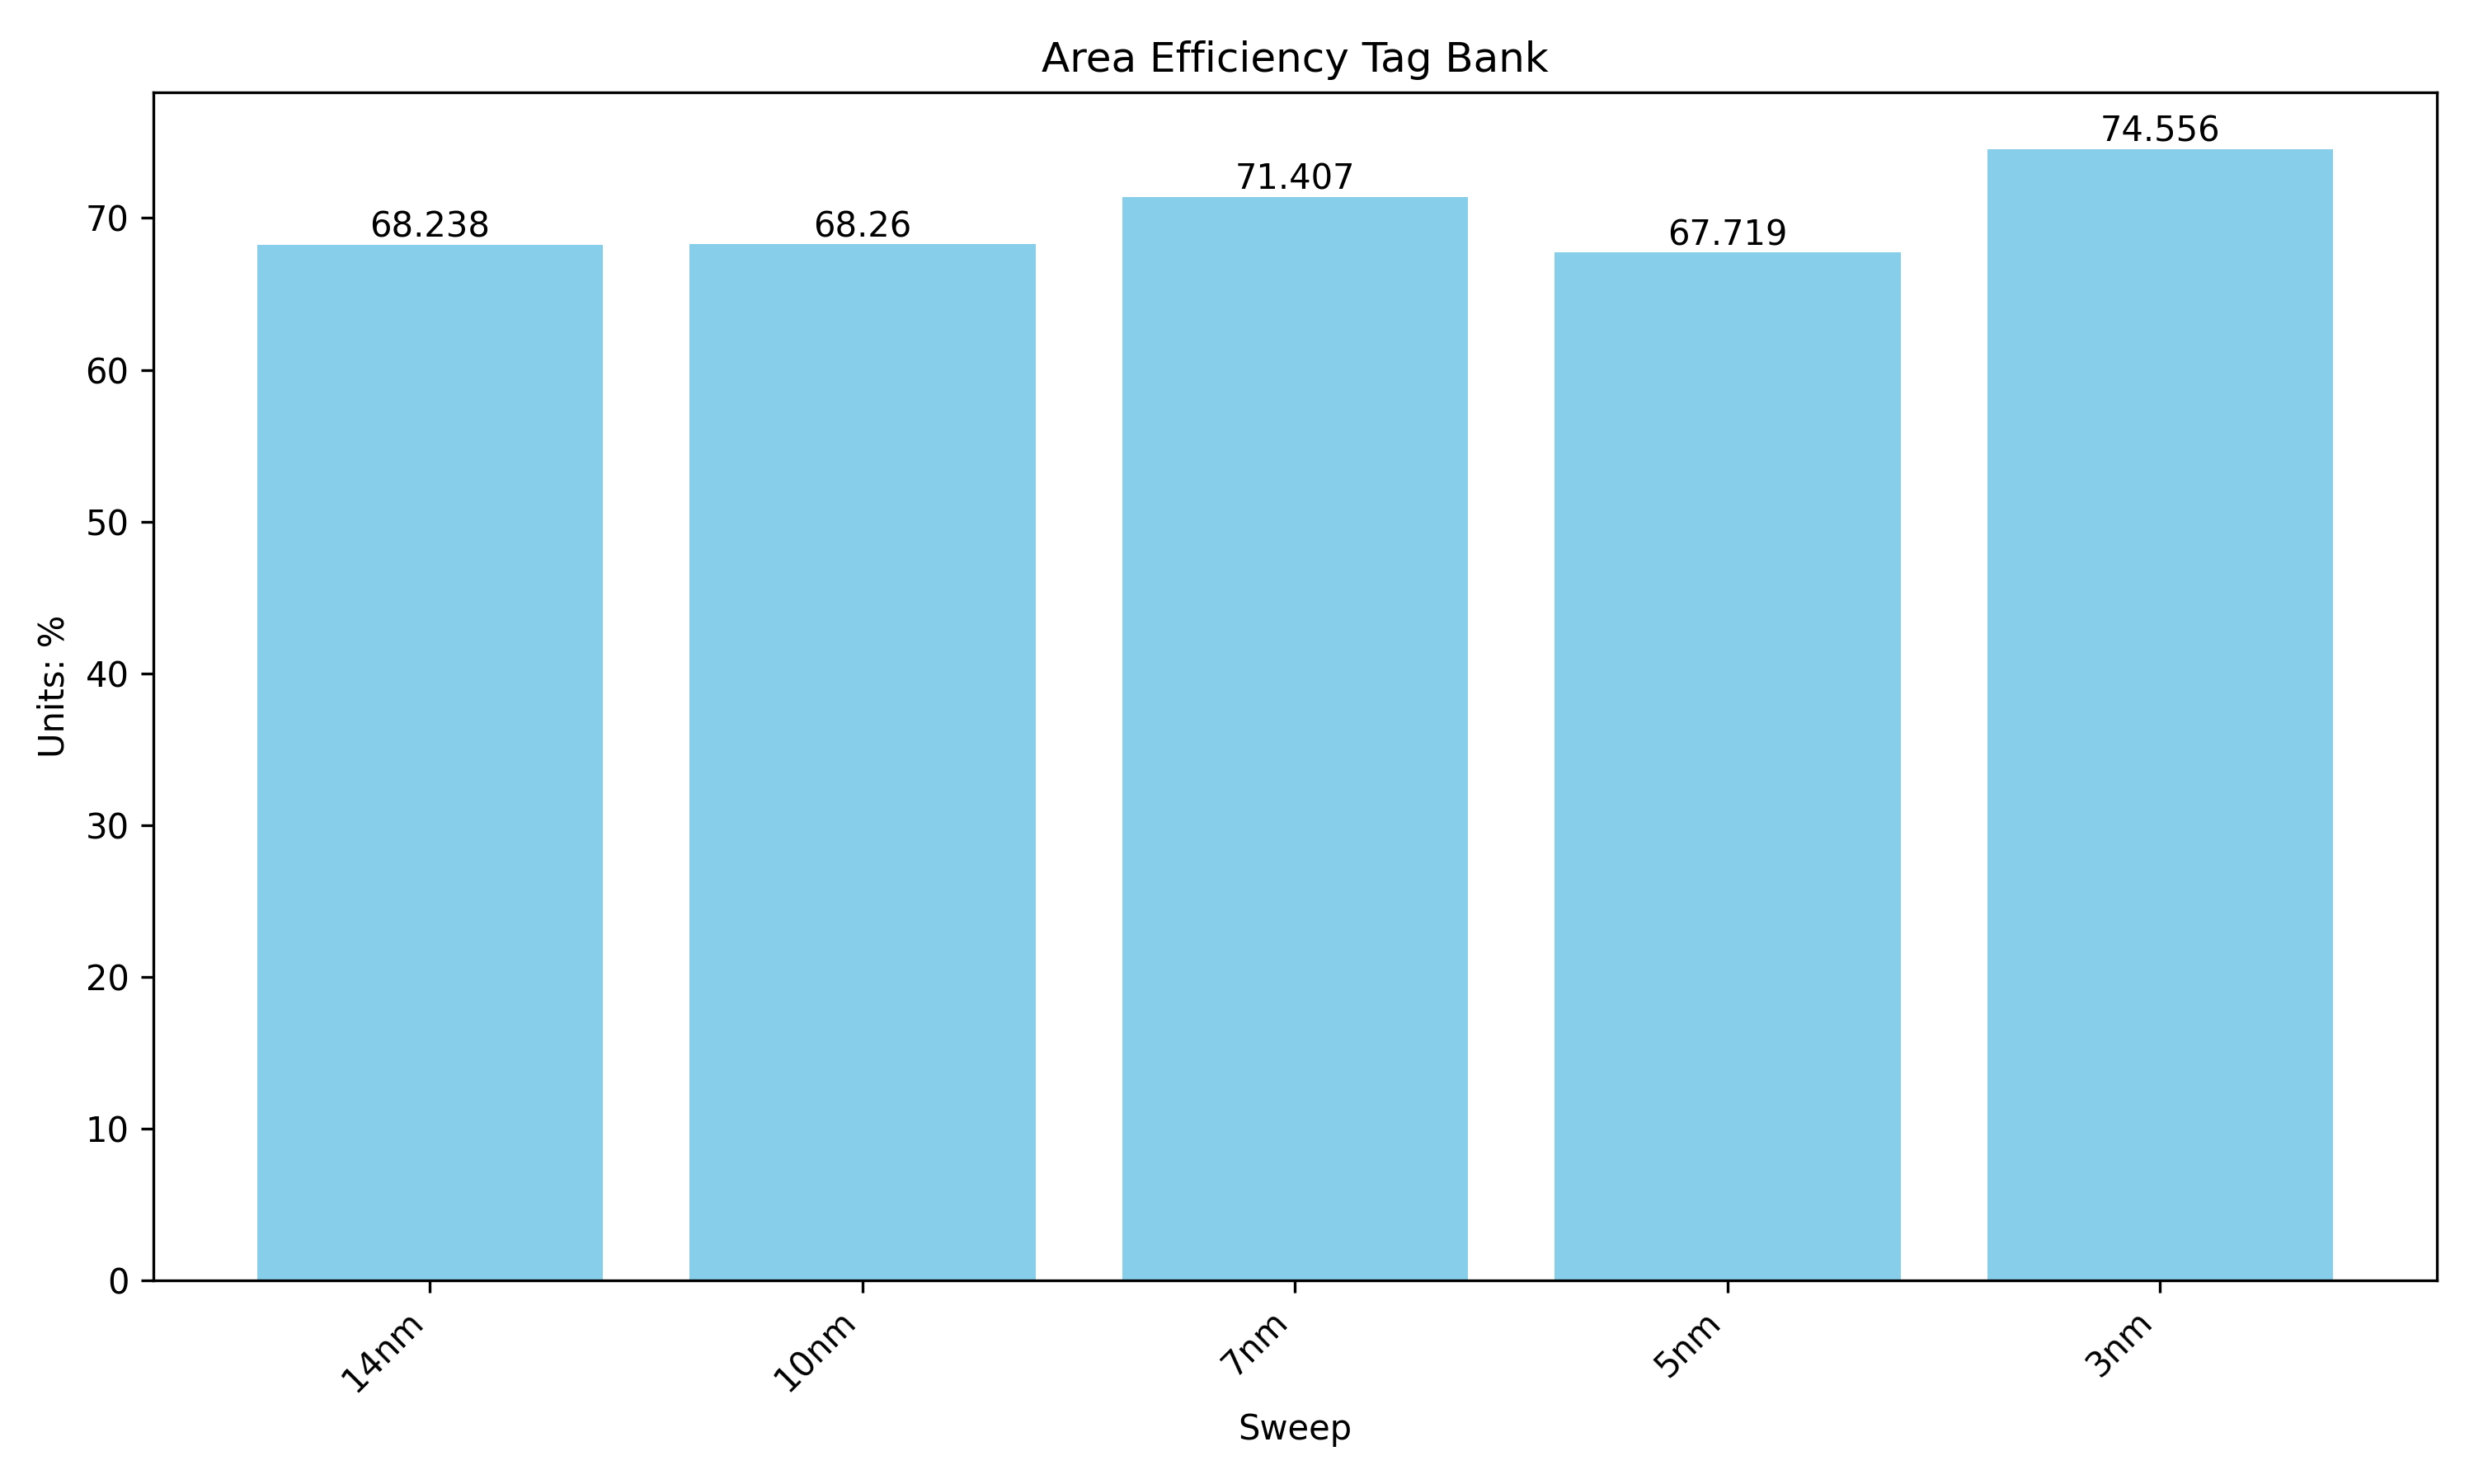 Area Efficiency Tag Bank
74.556
71.407
70
68.238
68.26
67.719
60
50
Units: %
40
30
20
10
0
14nm
10nm
7nm
5nm
3nm
Sweep